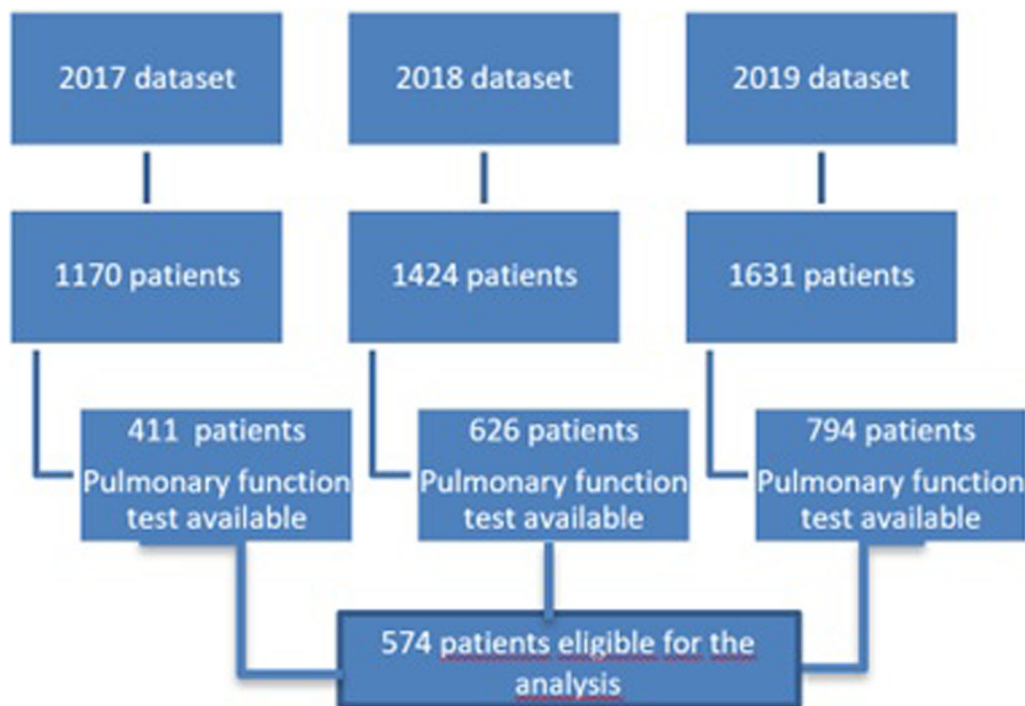 2017 dataset
2018 dataset
2019 dataset
1170 patients
1424 patients
1631 patients
411 patients
Pulmonary function
test available
626 patients
Pulmonary function
test available
794 patients
Pulmonary function
test available
574 patients eligible for the
analysis